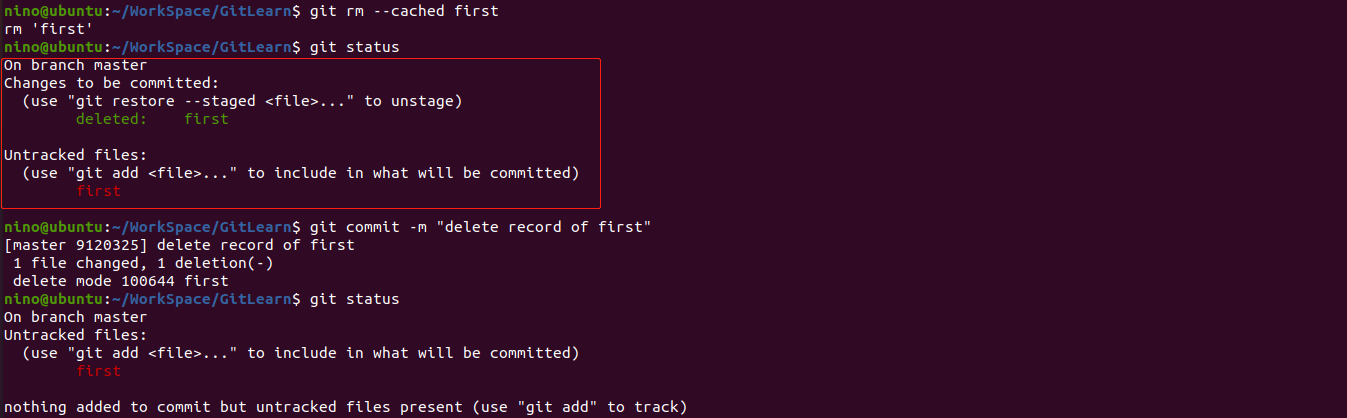 nino@ubuntu:~/WorkSpace/GitLearn$ git rm --cached first
rm 'first'
nino@ubuntu:~/WorkSpace/GitLearn$ git status
On branch master
Changes to be committed:
  (use "git restore --staged <file>..." to unstage)
        deleted:    first

Untracked files:
  (use "git add <file>..." to include in what will be committed)
        first

nino@ubuntu:~/WorkSpace/GitLearn$ git commit -m "delete record of first"
[master 9120325] delete record of first
 1 file changed, 1 deletion(-)
 delete mode 100644 first
nino@ubuntu:~/WorkSpace/GitLearn$ git status
On branch master
Untracked files:
  (use "git add <file>..." to include in what will be committed)
        first

nothing added to commit but untracked files present (use "git add" to track)